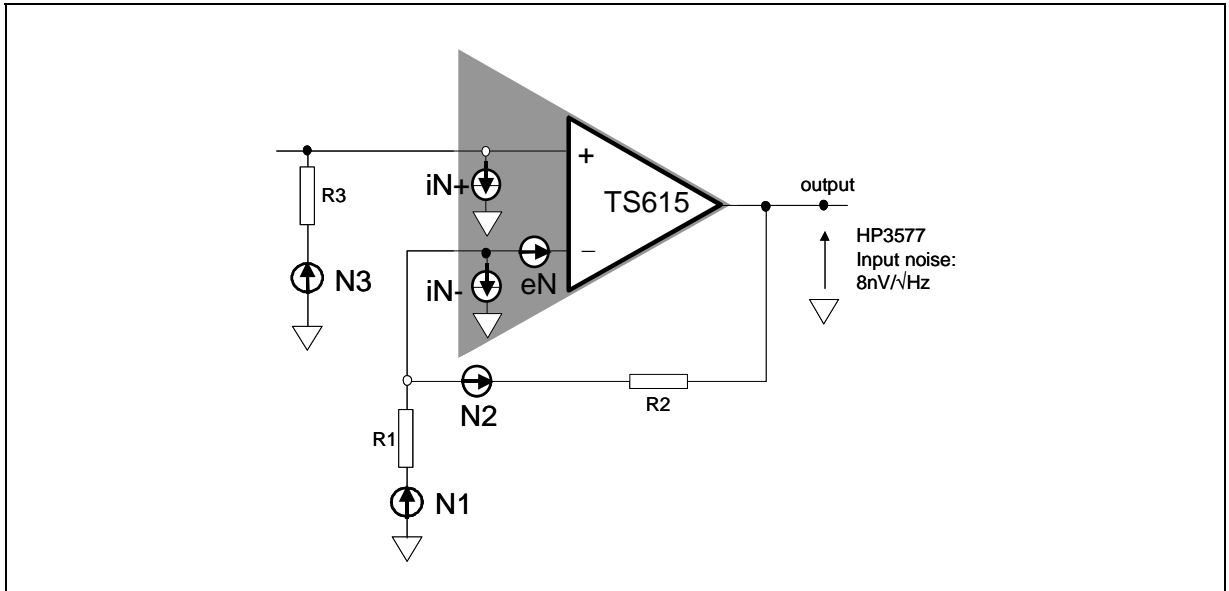 +
iN+
R3
TS615
output
HP3577
Input noise:
8nV/√Hz
−
eN
iN-
N3
N2
R2
R1
N1